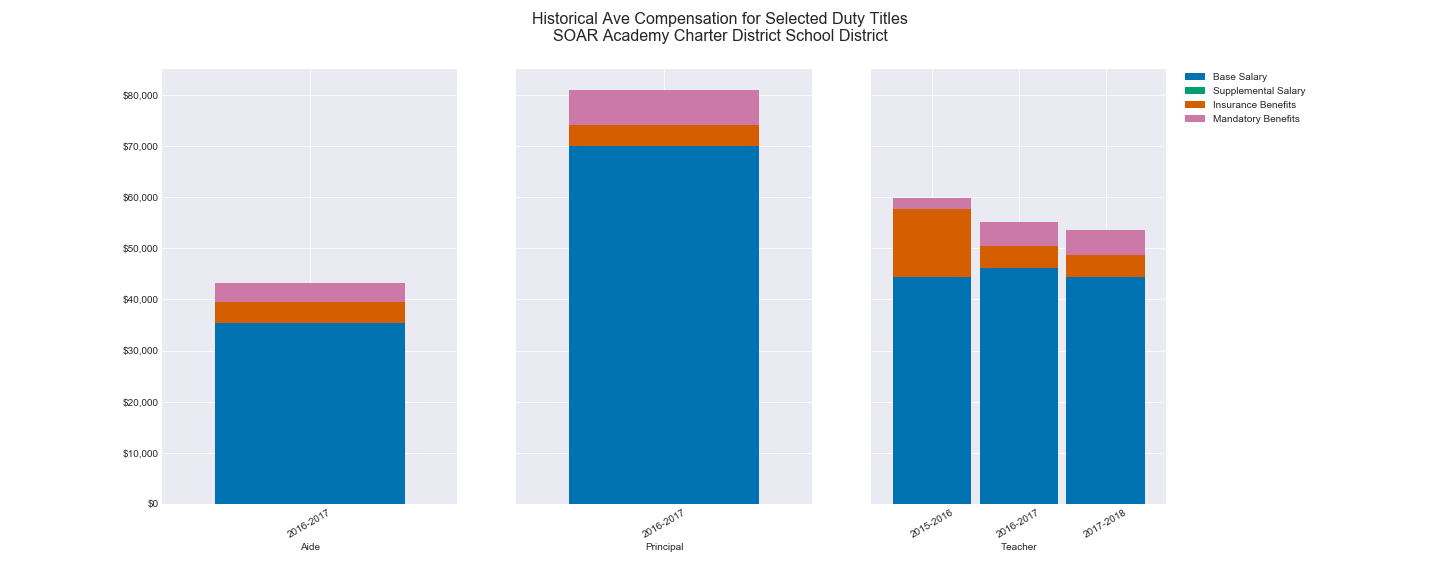 Historical Ave Compensation for Selected Duty Titles
SOAR Academy Charter District School District
$80,000
$70,000
$60,000
$50,000
$40,000
$30,000
$20,000
$10,000
$0
2016-2017
Aide
2016-2017
Principal
2015-2016
2016-2017
2017-2018
Teacher
Base Salary
Supplemental Salary
Insurance Benefits
Mandatory Benefits